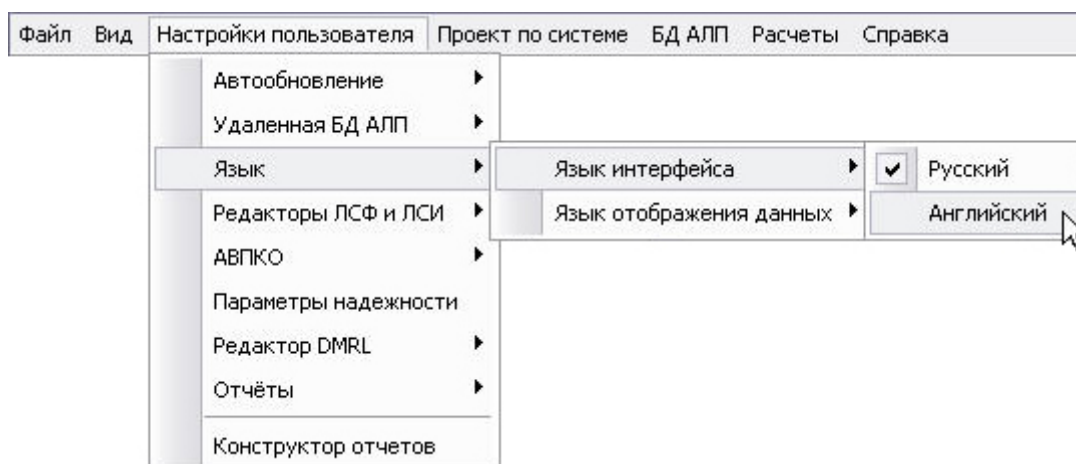 Файл Вид Настройки пользователя Проект по системе БД АЛП Расчеты Справка
Автообновление
Удаленная БД АЛП
Язык Язык интерфейса Русский
Редакторы ЛСФ и ЛСИ Язык отображения данных Английский
АВПКО
Параметры надежности
Редактор DMRL
Отчёты
Конструктор отчетов